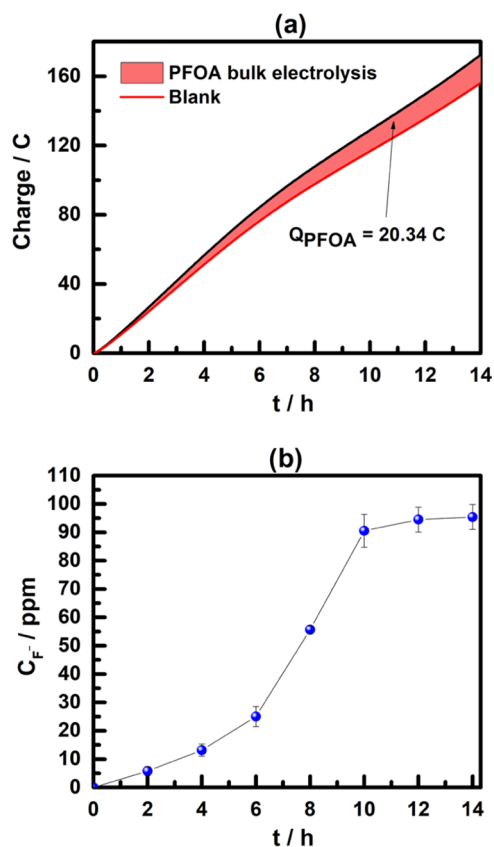 (a)
Charge / C
160
120
80
40
0
PFOA bulk electrolysis
Blank
QPFOA = 20.34 C
0 2 4 6 8 10 12 14
t / h
(b)
CF- / ppm
110
100
90
80
70
60
50
40
30
20
10
0
0 2 4 6 8 10 12 14
t / h